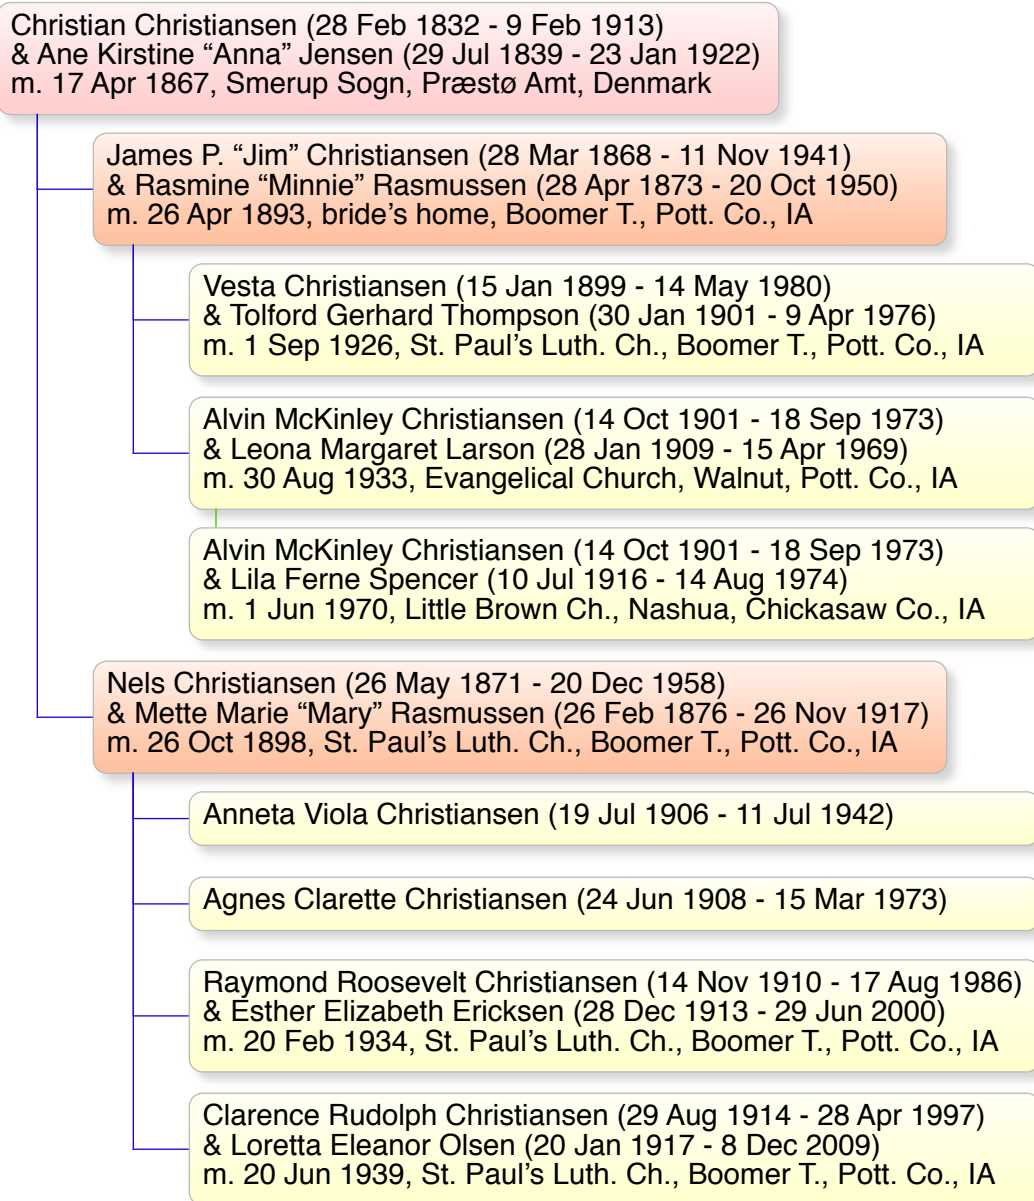 Christian Christiansen (28 Feb 1832 - 9 Feb 1913)
& Ane Kirstine “Anna” Jensen (29 Jul 1839 - 23 Jan 1922)
m. 17 Apr 1867, Smerup Sogn, Præstø Amt, Denmark
James P. “Jim” Christiansen (28 Mar 1868 - 11 Nov 1941)
& Rasmine “Minnie” Rasmussen (28 Apr 1873 - 20 Oct 1950)
m. 26 Apr 1893, bride’s home, Boomer T., Pott. Co., IA
Vesta Christiansen (15 Jan 1899 - 14 May 1980)
& Tolford Gerhard Thompson (30 Jan 1901 - 9 Apr 1976)
m. 1 Sep 1926, St. Paul’s Luth. Ch., Boomer T., Pott. Co., IA
Alvin McKinley Christiansen (14 Oct 1901 - 18 Sep 1973)
& Leona Margaret Larson (28 Jan 1909 - 15 Apr 1969)
m. 30 Aug 1933, Evangelical Church, Walnut, Pott. Co., IA
Alvin McKinley Christiansen (14 Oct 1901 - 18 Sep 1973)
& Lila Ferne Spencer (10 Jul 1916 - 14 Aug 1974)
m. 1 Jun 1970, Little Brown Ch., Nashua, Chickasaw Co., IA
Nels Christiansen (26 May 1871 - 20 Dec 1958)
& Mette Marie “Mary” Rasmussen (26 Feb 1876 - 26 Nov 1917)
m. 26 Oct 1898, St. Paul’s Luth. Ch., Boomer T., Pott. Co., IA
Anneta Viola Christiansen (19 Jul 1906 - 11 Jul 1942)
Agnes Clarette Christiansen (24 Jun 1908 - 15 Mar 1973)
Raymond Roosevelt Christiansen (14 Nov 1910 - 17 Aug 1986)
& Esther Elizabeth Ericksen (28 Dec 1913 - 29 Jun 2000)
m. 20 Feb 1934, St. Paul’s Luth. Ch., Boomer T., Pott. Co., IA
Clarence Rudolph Christiansen (29 Aug 1914 - 28 Apr 1997)
& Loretta Eleanor Olsen (20 Jan 1917 - 8 Dec 2009)
m. 20 Jun 1939, St. Paul’s Luth. Ch., Boomer T., Pott. Co., IA